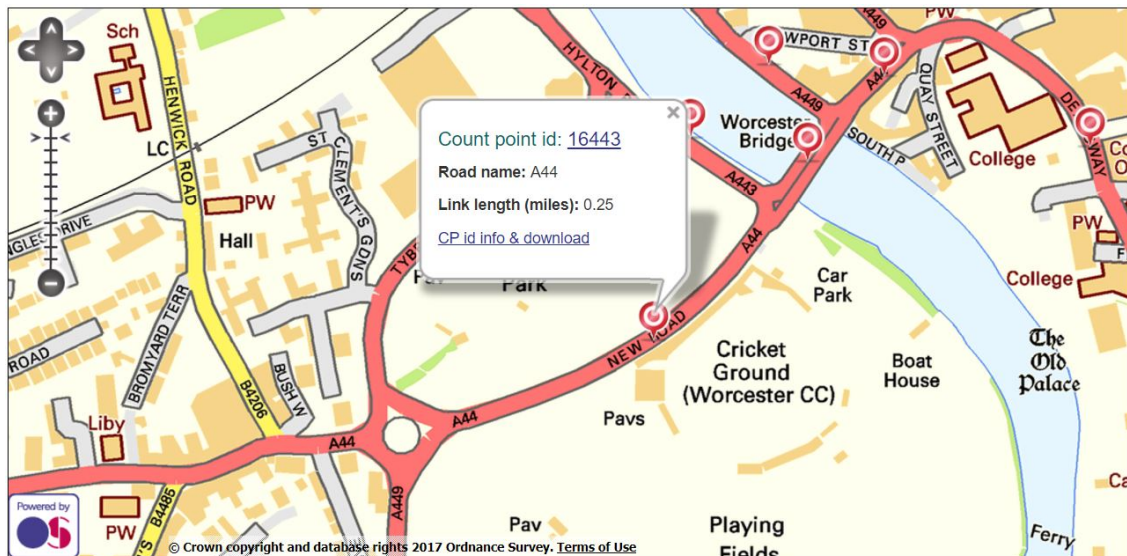 Sch
HENWICK ROAD
LC
PW
Hall
ST CLEMENT'S GDNS
BROMYARD TERR
ROAD
BUSH W
B4206
Liby
A44
B4485
PW
A449
A44
NEW ROAD
Park
HYLTON
A449
PW
WPORT ST
A449
A44
QUAY STREET
SOUTH P
Worcester
Bridge
A443
A44
College
PW
College
Car
Park
Boat
House
The
Old
Palace
Cricket
Ground
(Worcester CC)
Pavs
Pav
Playing
Fields
Ferry
Count point id: 16443
Road name: A44
Link length (miles): 0.25
CP id info & download
Powered by
OS
© Crown copyright and database rights 2017 Ordnance Survey. Terms of Use